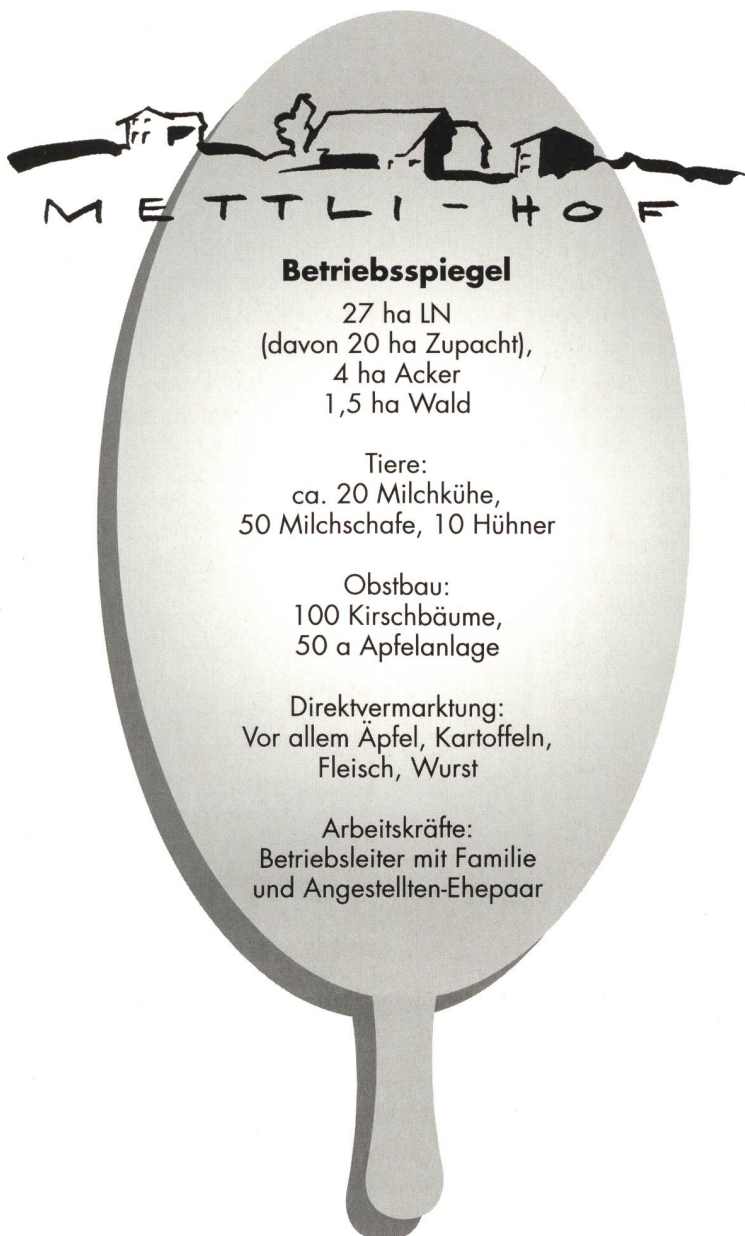 METTLI-HOF
Betriebsspiegel
27 ha LN
(davon 20 ha Zupacht),
4 ha Acker
1,5 ha Wald
Tiere:
ca. 20 Milchkühe,
50 Milchschafe, 10 Hühner
Obstbau:
100 Kirschbäume,
50 a Apfelanlage
Direktvermarktung:
Vor allem Äpfel, Kartoffeln,
Fleisch, Wurst
Arbeitskräfte:
Betriebsleiter mit Familie
und Angestellten-Ehepaar